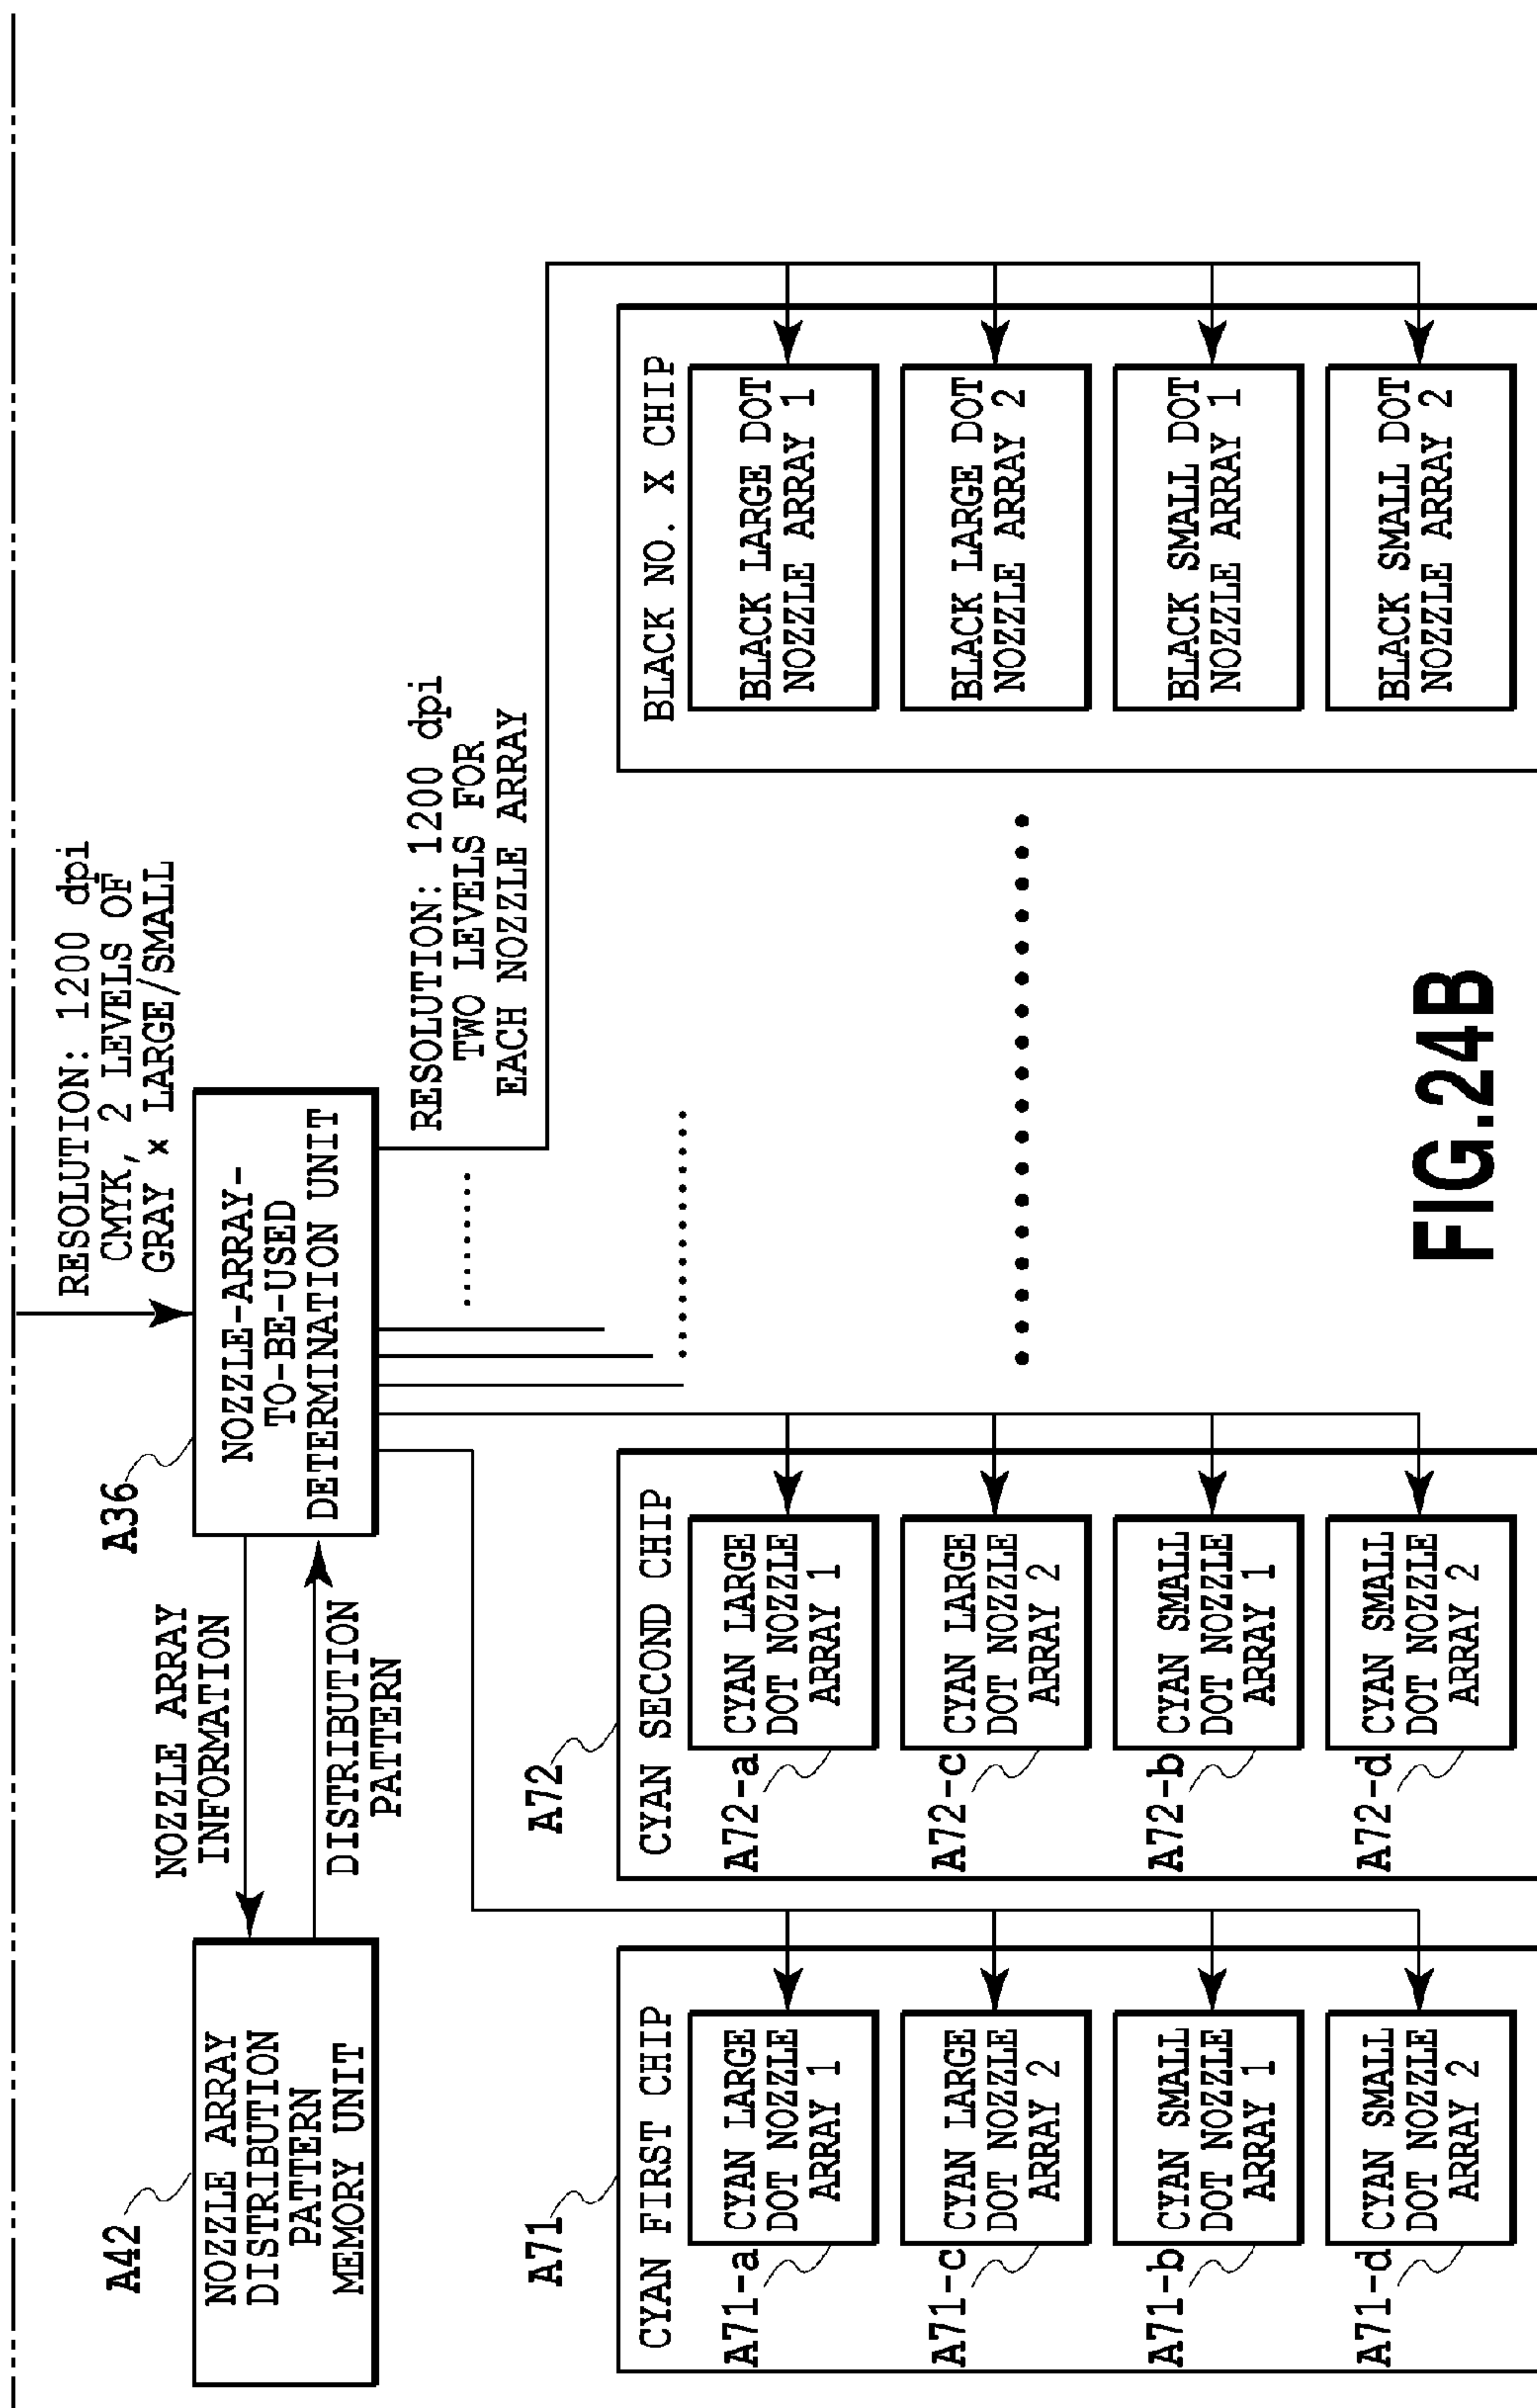 RESOLUTION: 1200 dpi
CMYK, 2 LEVELS OF
GRAY × LARGE/SMALL
A42
NOZZLE ARRAY
DISTRIBUTION
PATTERN
MEMORY UNIT
NOZZLE ARRAY
INFORMATION
DISTRIBUTION
PATTERN
A36
NOZZLE-ARRAY-
TO-BE-USED
DETERMINATION UNIT
RESOLUTION: 1200 dpi
TWO LEVELS FOR
EACH NOZZLE ARRAY
A71
CYAN FIRST CHIP
A71-a
CYAN LARGE
DOT NOZZLE
ARRAY 1
A71-c
CYAN LARGE
DOT NOZZLE
ARRAY 2
A71-b
CYAN SMALL
DOT NOZZLE
ARRAY 1
A71-d
CYAN SMALL
DOT NOZZLE
ARRAY 2
A72
CYAN SECOND CHIP
A72-a
CYAN LARGE
DOT NOZZLE
ARRAY 1
A72-c
CYAN LARGE
DOT NOZZLE
ARRAY 2
A72-b
CYAN SMALL
DOT NOZZLE
ARRAY 1
A72-d
CYAN SMALL
DOT NOZZLE
ARRAY 2
BLACK NO. X CHIP
BLACK LARGE DOT
NOZZLE ARRAY 1
BLACK LARGE DOT
NOZZLE ARRAY 2
BLACK SMALL DOT
NOZZLE ARRAY 1
BLACK SMALL DOT
NOZZLE ARRAY 2
FIG.24B